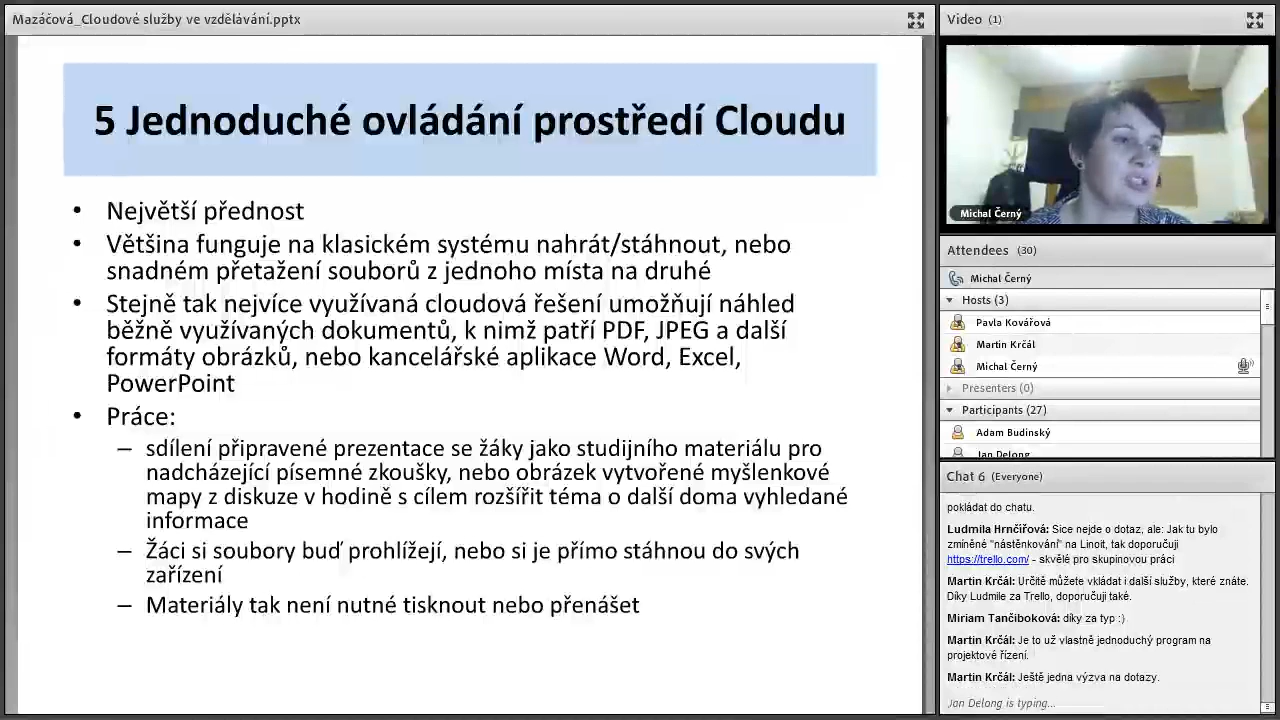 Mazáčová_Cloudové služby ve vzdělávání.pptx
5 Jednoduché ovládání prostředí Cloudu
• Největší přednost
• Většina funguje na klasickém systému nahrát/stáhnout, nebo
snadném přetažení souborů z jednoho místa na druhé
• Stejně tak nejvíce využívaná cloudová řešení umožňují náhled
běžně využívaných dokumentů, k nimž patří PDF, JPEG a další
formáty obrázků, nebo kancelářské aplikace Word, Excel,
PowerPoint
• Práce:
– sdílení připravené prezentace se žáky jako studijního materiálu pro
nadcházející písemné zkoušky, nebo obrázek vytvořené myšlenkové
mapy z diskuze v hodině s cílem rozšířit téma o další doma vyhledané
informace
– Žáci si soubory buď prohlížejí, nebo si je přímo stáhnou do svých
zařízení
– Materiály tak není nutné tisknout nebo přenášet
Video (1)
Michal Černý
Attendees (30)
Michal Černý
Hosts (3)
Pavla Kovářová
Martin Krčál
Michal Černý
Presenters (0)
Participants (27)
Adam Budínský
Jan Delong
Chat 6 (Everyone)
pokládat do chatu.
Ludmila Hrnčiřová: Sice nejde o dotaz, ale: Jak tu bylo
zmíněné "nástěnkování" na Linoit, tak doporučuji
https://trello.com/ - skvělé pro skupinovou práci
Martin Krčál: Určitě můžete vkládat i další služby, které znáte.
Díky Ludmile za Trello, doporučuji také.
Miriam Tančiboková: díky za typ :)
Martin Krčál: Je to už vlastně jednoduchý program na
projektové řízení.
Martin Krčál: Ještě jedna výzva na dotazy.
Jan Delong is typing...